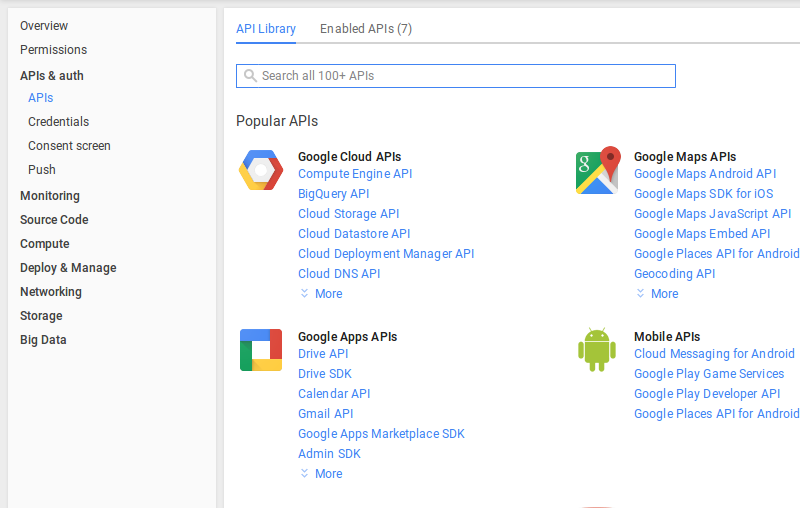 Overview
Permissions
APIs & auth
APIs
Credentials
Consent screen
Push
Monitoring
Source Code
Compute
Deploy & Manage
Networking
Storage
Big Data
API Library
Enabled APIs (7)
Search all 100+ APIs
Popular APIs
Google Cloud APIs
Compute Engine API
BigQuery API
Cloud Storage API
Cloud Datastore API
Cloud Deployment Manager API
Cloud DNS API
More
g
Google Maps APIs
Google Maps Android API
Google Maps SDK for iOS
Google Maps JavaScript API
Google Maps Embed API
Google Places API for Android
Geocoding API
More
Google Apps APIs
Drive API
Drive SDK
Calendar API
Gmail API
Google Apps Marketplace SDK
Admin SDK
More
Mobile APIs
Cloud Messaging for Android
Google Play Game Services
Google Play Developer API
Google Places API for Android